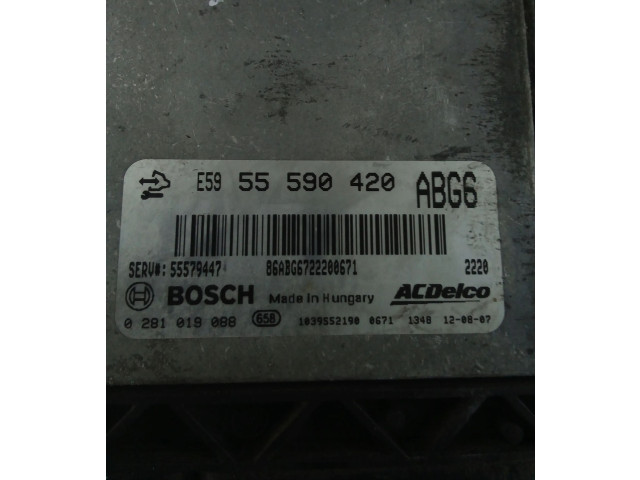 E59 55 590 420 ABG6
SERV#: 55579447 86ABG6722200671 2220
BOSCH Made in Hungary ACDelco
0 281 019 088 658 1039S52190 0671 1348 12-08-07